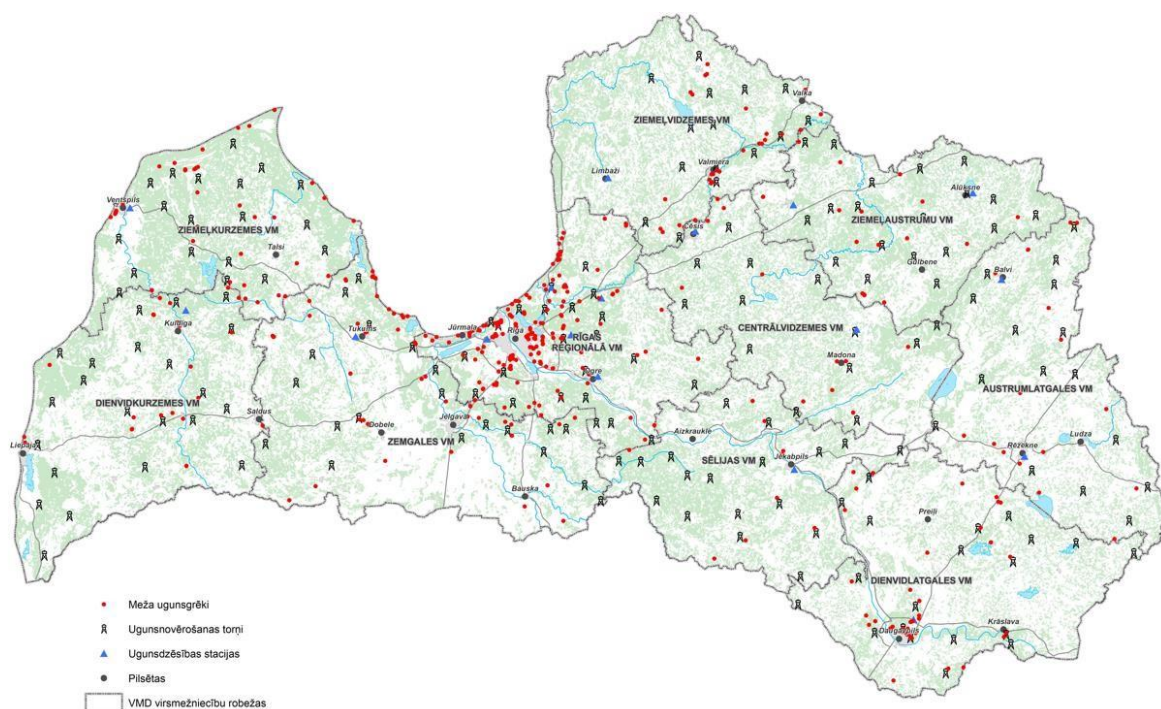 Valka
ZIEMEĻVIDZEMES VM
Valmiera
Limbaži
Alūksne
Ventspils
ZIEMEĻKURZEMES VM
ZIEMEĻAUSTRUMU VM
Cēsis
Talsi
Gulbene
Balvi
Kuldīga
Tukums
Jūrmala
Rīga
RĪGAS
REĢIONĀLĀ VM
CENTRĀLVIDZEMES VM
Madona
Ogre
AUSTRUMLATGALES VM
DIENVIDKURZEMES VM
Saldus
Dobele
Jelgava
ZEMGALES VM
Aizkraukle
Liepāja
SĒLIJAS VM
Jēkabpils
Rēzekne
Ludza
Bauska
Preiļi
DIENVIDLATGALES VM
Daugavpils
Krāslava
Meža ugunsgrēki
Ugunsnovērošanas torņi
Ugunsdzēsības stacijas
Pilsētas
VMD virsmežniecību robežas